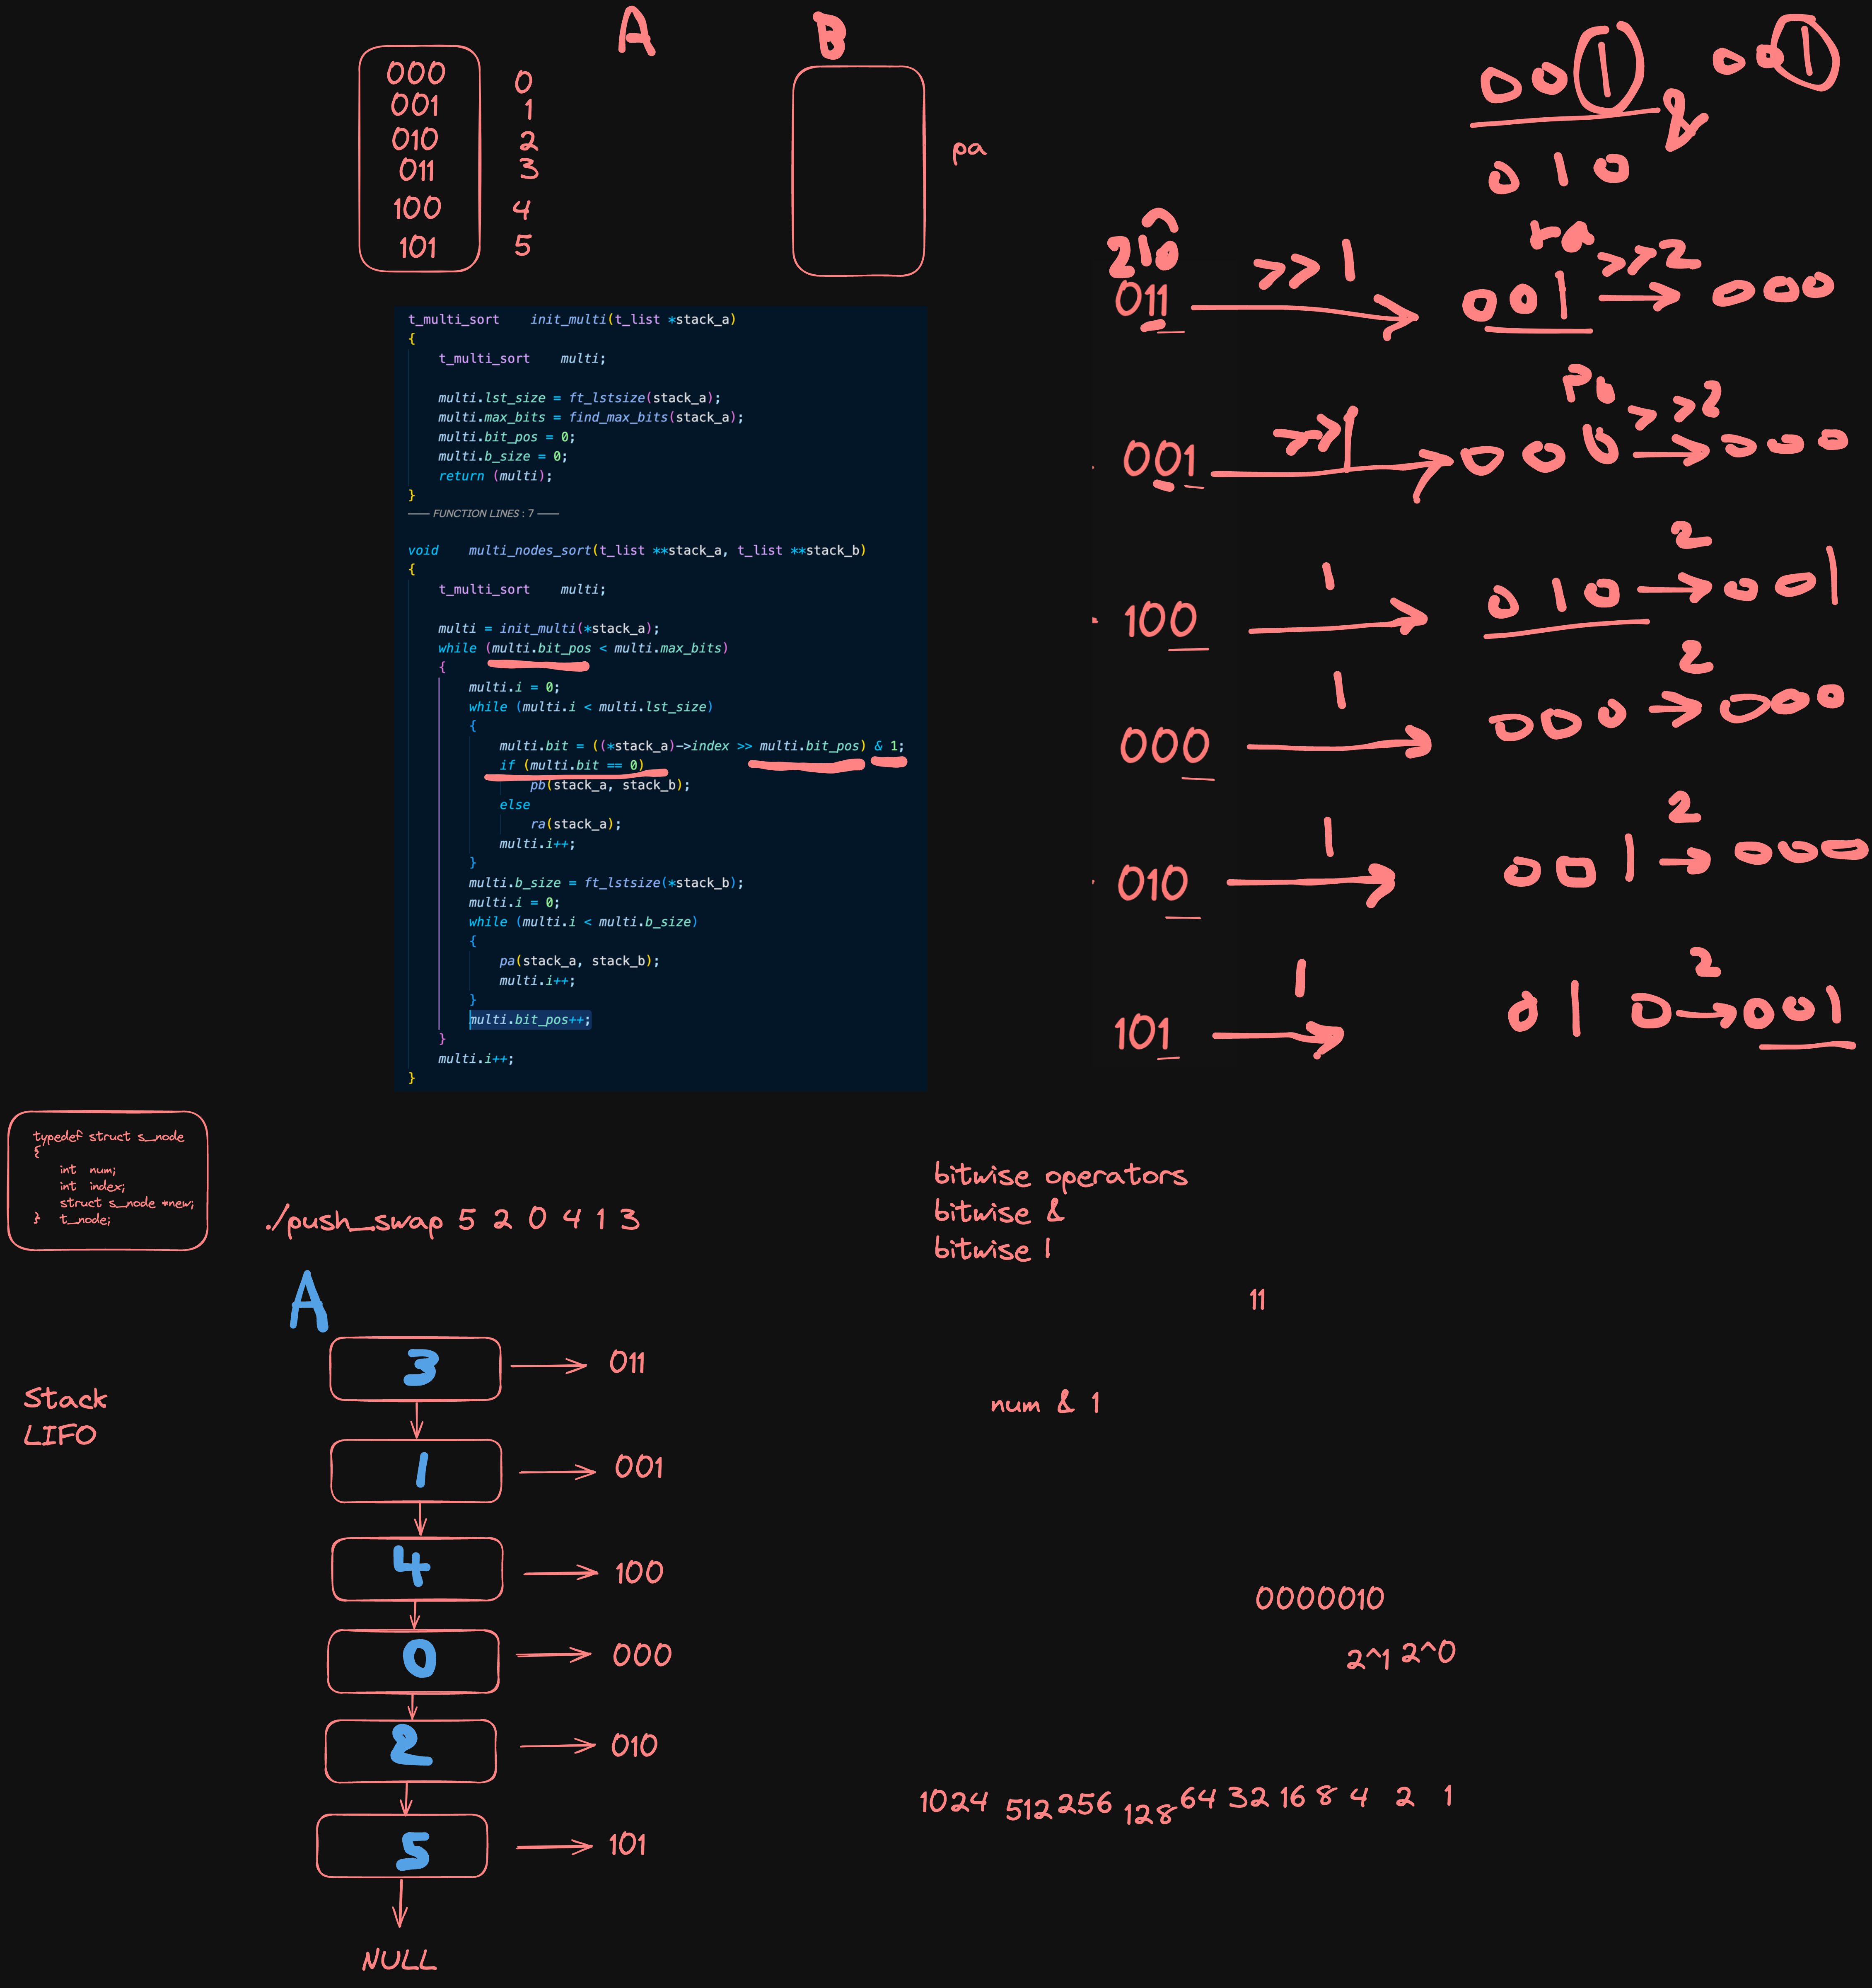 A
B
000 0
001 1
010 2
011 3
100 4
101 5
pa
001 001
&
010
210
011 >>1 ra 001 >>2 000
001 >>1 pb 000 >>2 000
100 1 010 2 001
000 1 000 2 000
010 1 001 2 000
101 1 010 2 001
t_multi_sort init_multi(t_list *stack_a)
{
t_multi_sort multi;
multi.lst_size = ft_lstsize(stack_a);
multi.max_bits = find_max_bits(stack_a);
multi.bit_pos = 0;
multi.b_size = 0;
return (multi);
}
—— FUNCTION LINES : 7 ——
void multi_nodes_sort(t_list **stack_a, t_list **stack_b)
{
t_multi_sort multi;
multi = init_multi(*stack_a);
while (multi.bit_pos < multi.max_bits)
{
multi.i = 0;
while (multi.i < multi.lst_size)
{
multi.bit = ((*stack_a)->index >> multi.bit_pos) & 1;
if (multi.bit == 0)
pb(stack_a, stack_b);
else
ra(stack_a);
multi.i++;
}
multi.b_size = ft_lstsize(*stack_b);
multi.i = 0;
while (multi.i < multi.b_size)
{
pa(stack_a, stack_b);
multi.i++;
}
multi.bit_pos++;
}
multi.i++;
}
typedef struct s_node
{
int num;
int index;
struct s_node *new;
} t_node;
./push_swap 5 2 0 4 1 3
bitwise operators
bitwise &
bitwise |
11
A
3 011
Stack
LIFO
num & 1
1 001
4 100
0000010
0 000
2^1 2^0
2 010
1024 512 256 128 64 32 16 8 4 2 1
5 101
NULL